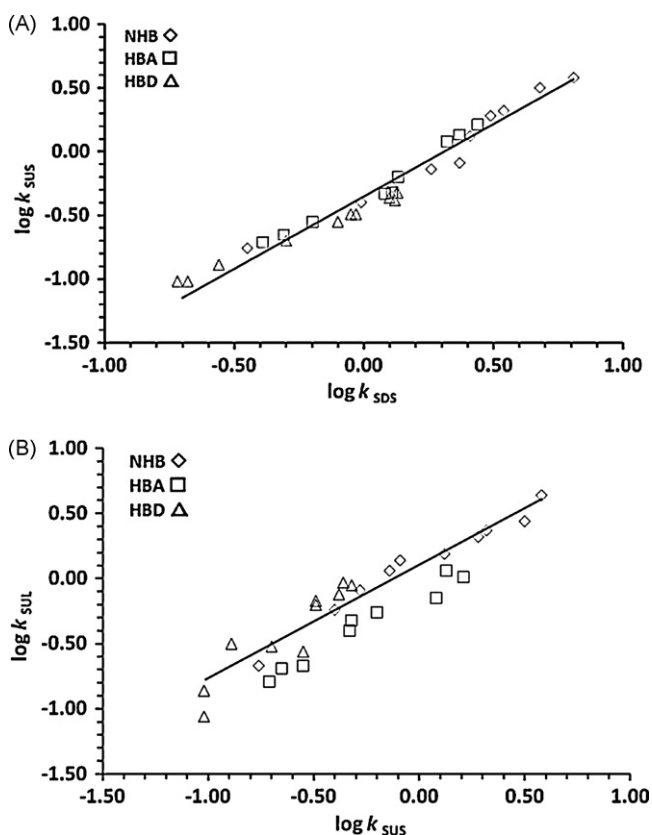 (A)
NHB ◇
HBA □
HBD △
1.00
0.50
0.00
-0.50
-1.00
-1.50
log k SUS
-1.00 -0.50 0.00 0.50 1.00
log k SDS
(B)
NHB ◇
HBA □
HBD △
1.00
0.50
0.00
-0.50
-1.00
-1.50
log k SUL
-1.50 -1.00 -0.50 0.00 0.50 1.00
log k SUS